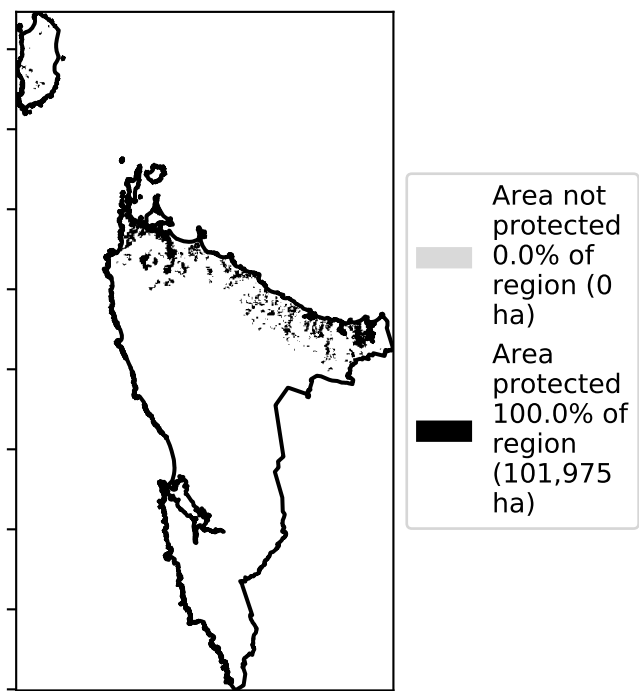 Area not
protected
0.0% of
region (0
ha)
Area
protected
100.0% of
region
(101,975
ha)